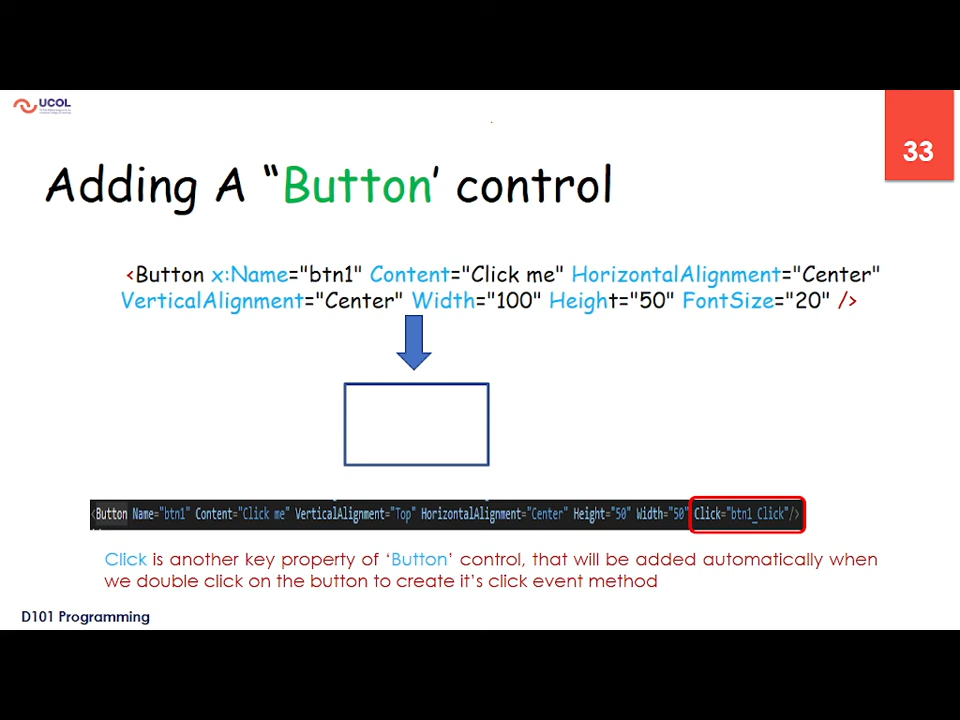 UCOL
33
Adding A “Button’ control
<Button x:Name="btn1" Content="Click me" HorizontalAlignment="Center"
VerticalAlignment="Center" Width="100" Height="50" FontSize="20" />
<Button Name="btn1" Content="Click me" VerticalAlignment="Top" HorizontalAlignment="Center" Height="50" Width="50" Click="btn1_Click"/>
Click is another key property of ‘Button’ control, that will be added automatically when
we double click on the button to create it’s click event method
D101 Programming